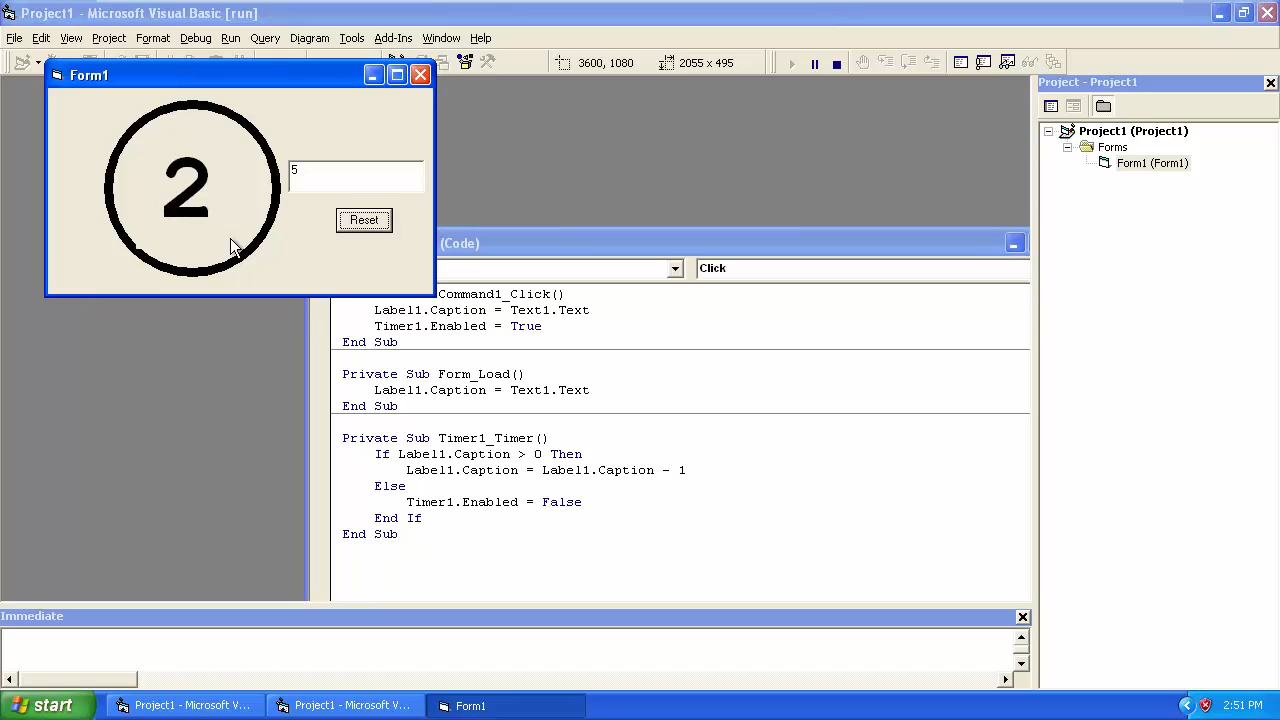 Project1 - Microsoft Visual Basic [run]
File Edit View Project Format Debug Run Query Diagram Tools Add-Ins Window Help
3600, 1080 2055 x 495
Form1
2
5
Reset
Project - Project1
Project1 (Project1)
Forms
Form1 (Form1)
(Code)
Click
Command1_Click()
Label1.Caption = Text1.Text
Timer1.Enabled = True
End Sub
Private Sub Form_Load()
Label1.Caption = Text1.Text
End Sub
Private Sub Timer1_Timer()
If Label1.Caption > 0 Then
Label1.Caption = Label1.Caption - 1
Else
Timer1.Enabled = False
End If
End Sub
Immediate
start Project1 - Microsoft V... Project1 - Microsoft V... Form1 2:51 PM